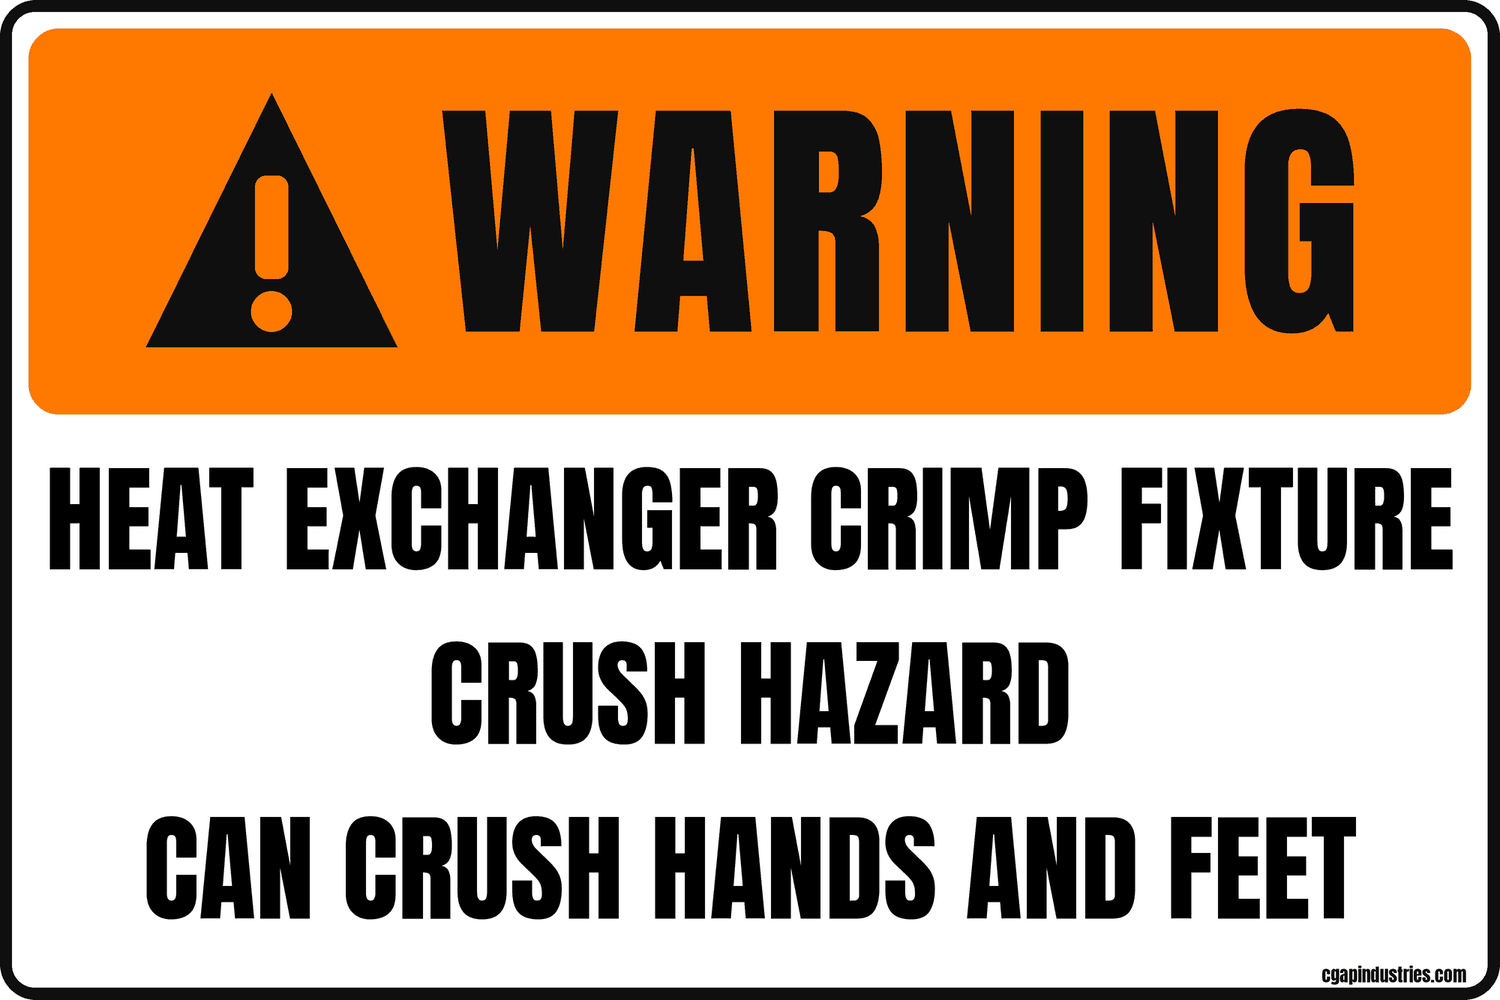 WARNING
HEAT EXCHANGER CRIMP FIXTURE
CRUSH HAZARD
CAN CRUSH HANDS AND FEET
cgapindustries.com